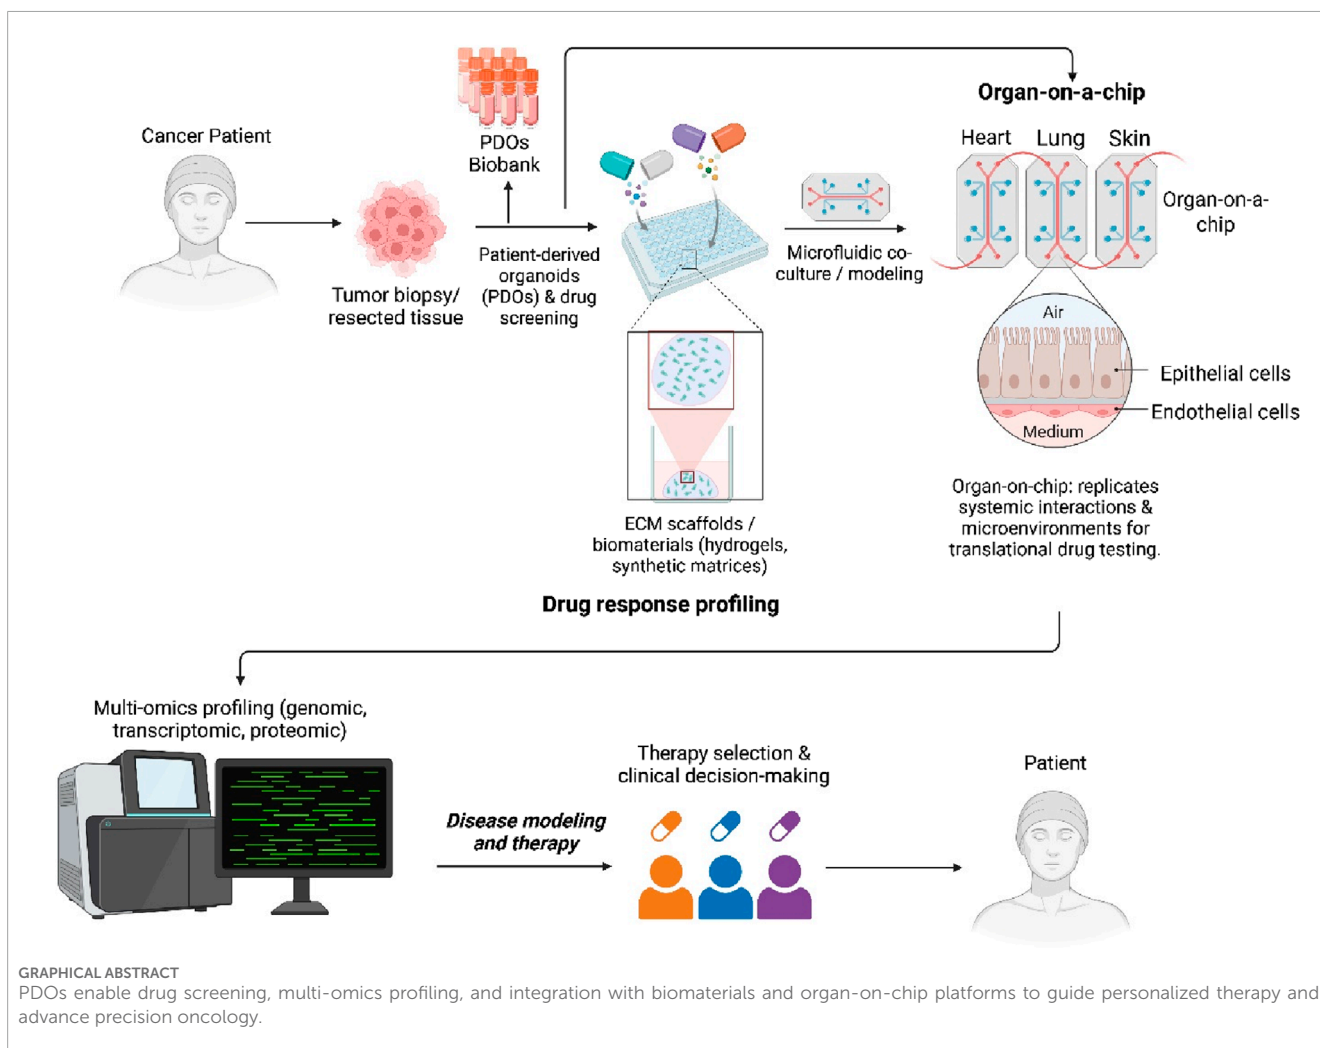 Cancer Patient
PDOs
Biobank
Organ-on-a-chip
Heart
Lung
Skin
Organ-on-a-
chip
Tumor biopsy/
resected tissue
Patient-derived
organoids
(PDOs) & drug
screening
Microfluidic co-
culture / modeling
Air
Epithelial cells
Endothelial cells
Medium
ECM scaffolds /
biomaterials (hydrogels,
synthetic matrices)
Organ-on-chip: replicates
systemic interactions &
microenvironments for
translational drug testing.
Drug response profiling
Multi-omics profiling (genomic,
transcriptomic, proteomic)
Disease modeling
and therapy
Therapy selection &
clinical decision-making
Patient
GRAPHICAL ABSTRACT
PDOs enable drug screening, multi-omics profiling, and integration with biomaterials and organ-on-chip platforms to guide personalized therapy and
advance precision oncology.